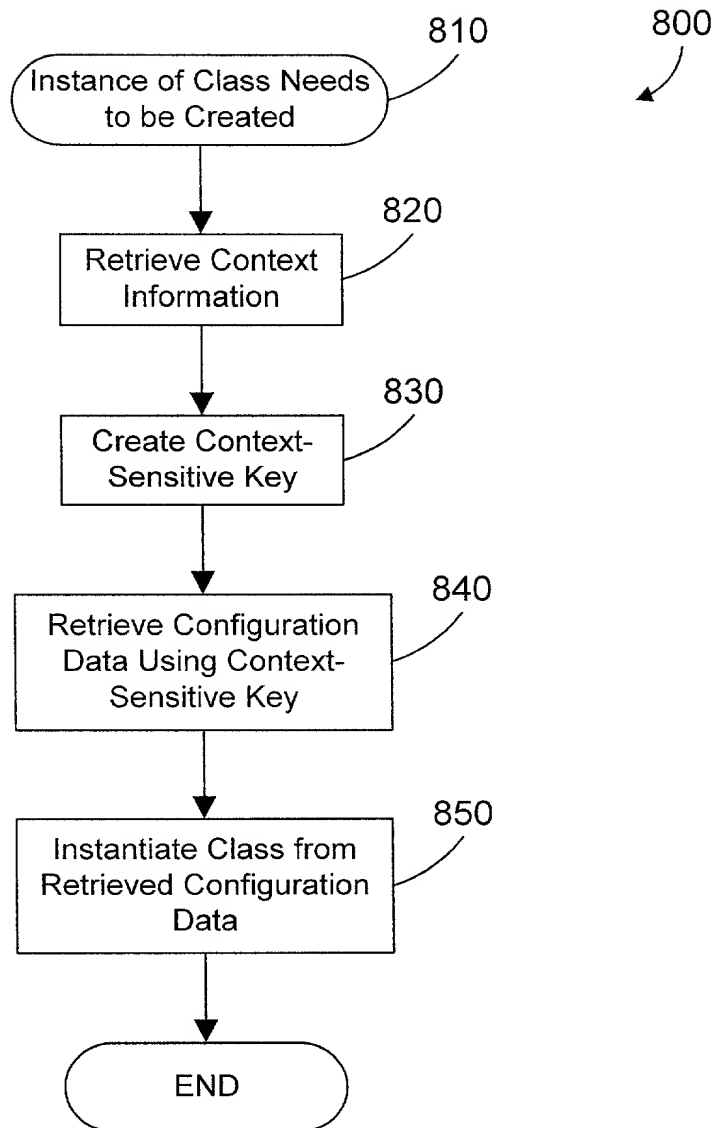 810
800
Instance of Class Needs
to be Created
820
Retrieve Context
Information
830
Create Context-
Sensitive Key
840
Retrieve Configuration
Data Using Context-
Sensitive Key
850
Instantiate Class from
Retrieved Configuration
Data
END